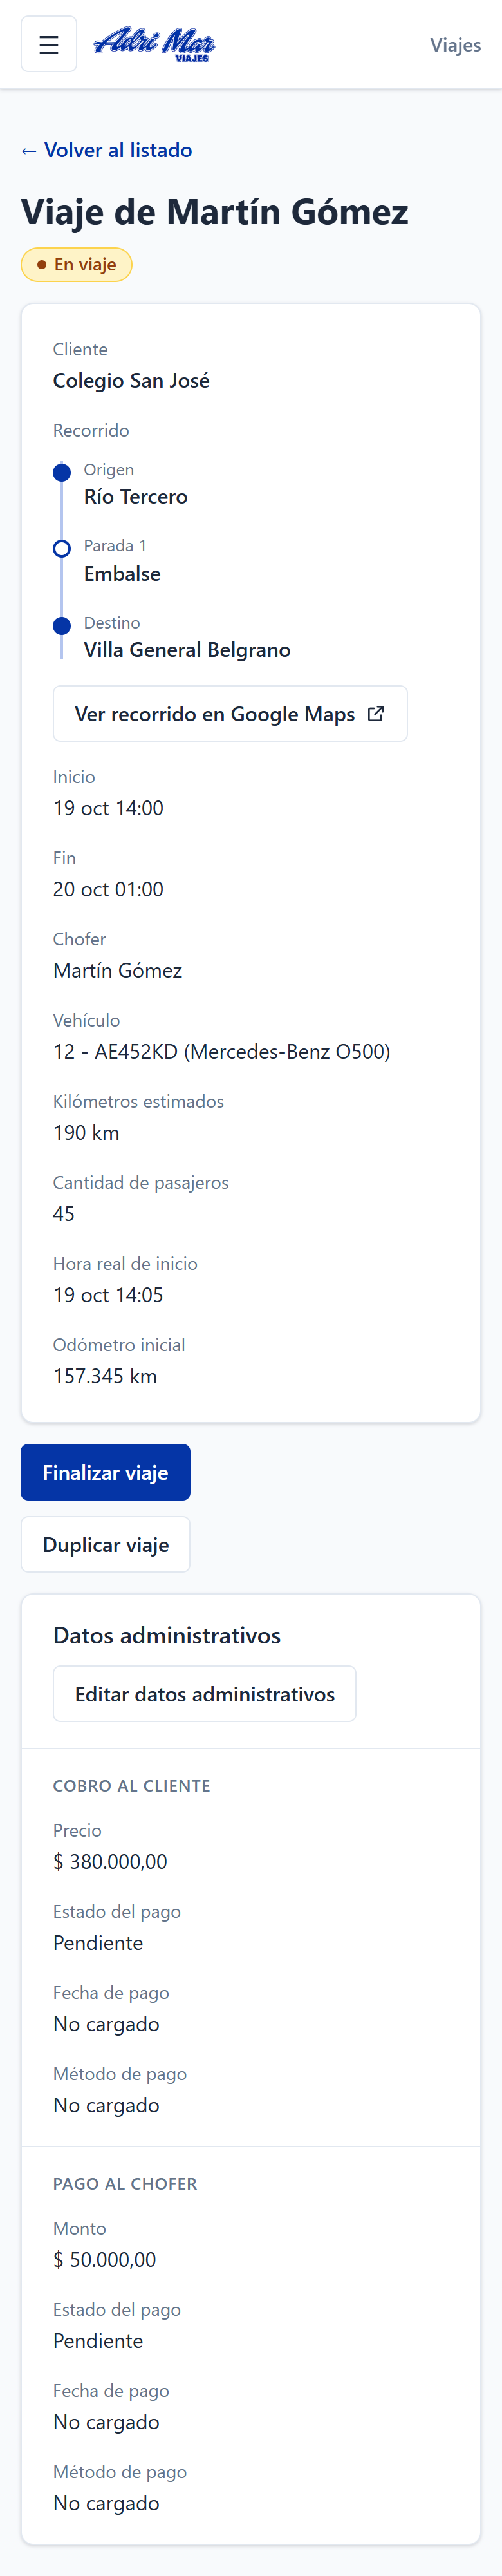 ☰
Adri Mar
VIAJES
Viajes
← Volver al listado
Viaje de Martín Gómez
En viaje
Cliente
Colegio San José
Recorrido
Origen
Río Tercero
Parada 1
Embalse
Destino
Villa General Belgrano
Ver recorrido en Google Maps
Inicio
19 oct 14:00
Fin
20 oct 01:00
Chofer
Martín Gómez
Vehículo
12 - AE452KD (Mercedes-Benz O500)
Kilómetros estimados
190 km
Cantidad de pasajeros
45
Hora real de inicio
19 oct 14:05
Odómetro inicial
157.345 km
Finalizar viaje
Duplicar viaje
Datos administrativos
Editar datos administrativos
COBRO AL CLIENTE
Precio
$ 380.000,00
Estado del pago
Pendiente
Fecha de pago
No cargado
Método de pago
No cargado
PAGO AL CHOFER
Monto
$ 50.000,00
Estado del pago
Pendiente
Fecha de pago
No cargado
Método de pago
No cargado